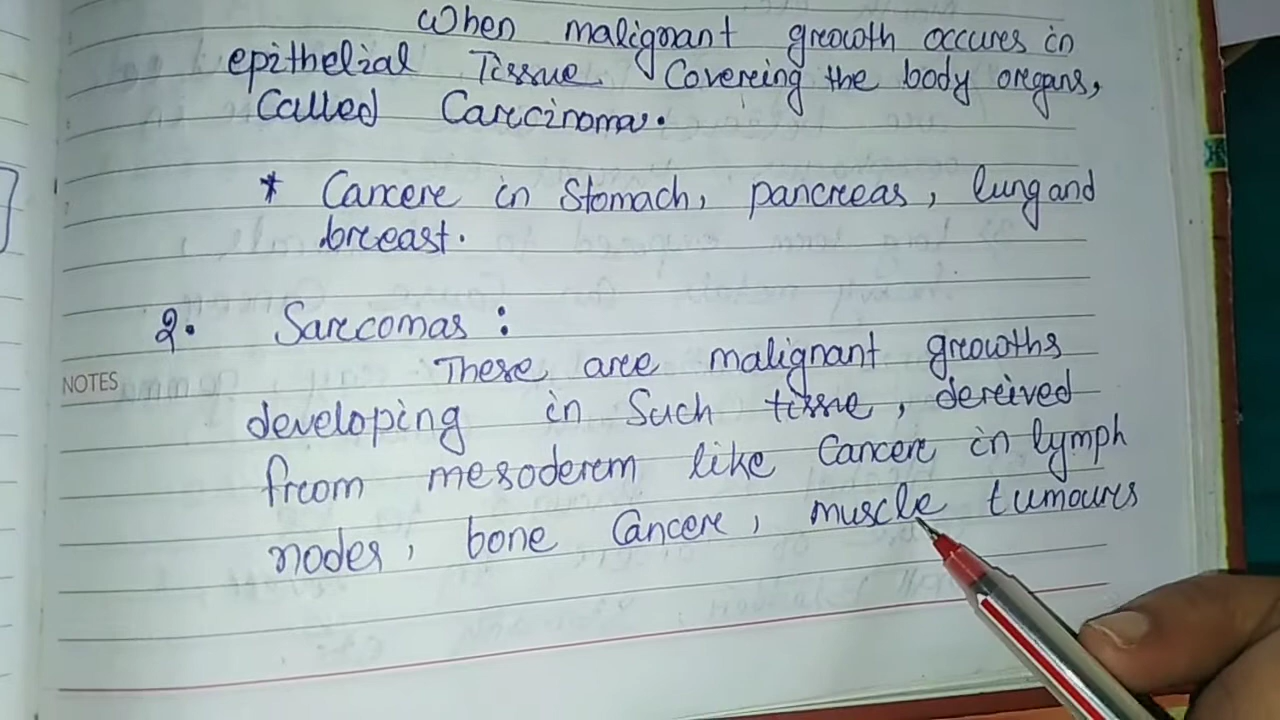 When malignant growth occures in
epithelial Tissue Covering the body organs,
Called Carcinoma.
* Cancere in Stomach, pancreas, lung and
breast.
2. Sarcomas :
These are malignant growths
NOTES
developing in Such tissue, dereived
from mesoderm like Cancer in lymph
nodes, bone Cancer, muscle tumours